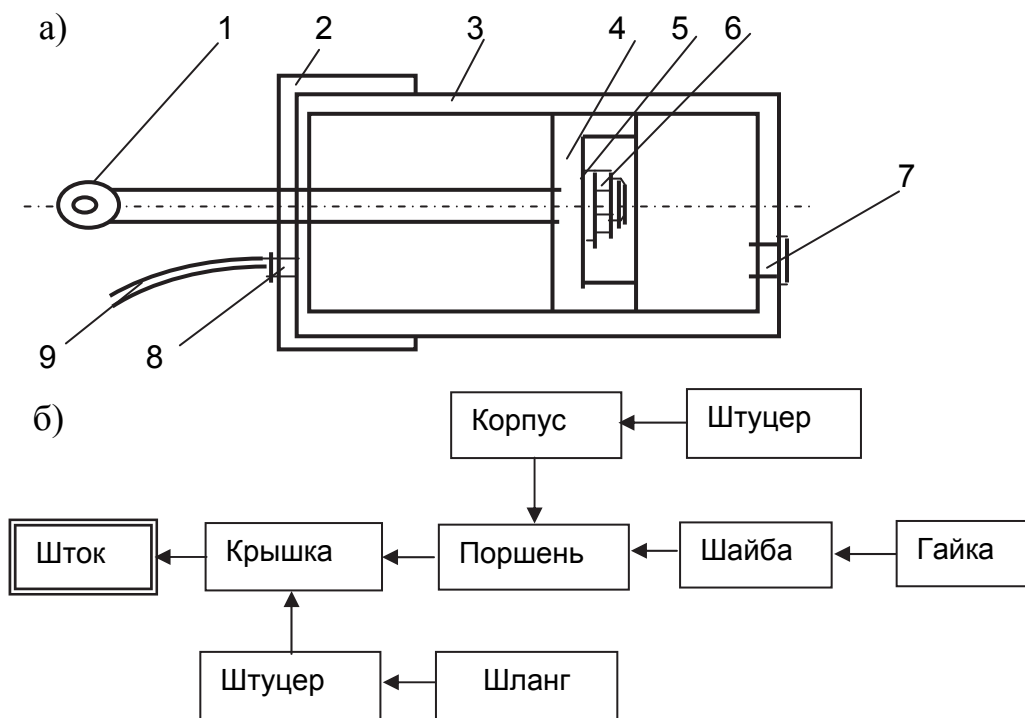 а) 1 2 3 4 5 6
7
9 8
б)
Корпус Штуцер
Шток Крышка Поршень Шайба Гайка
Штуцер Шланг